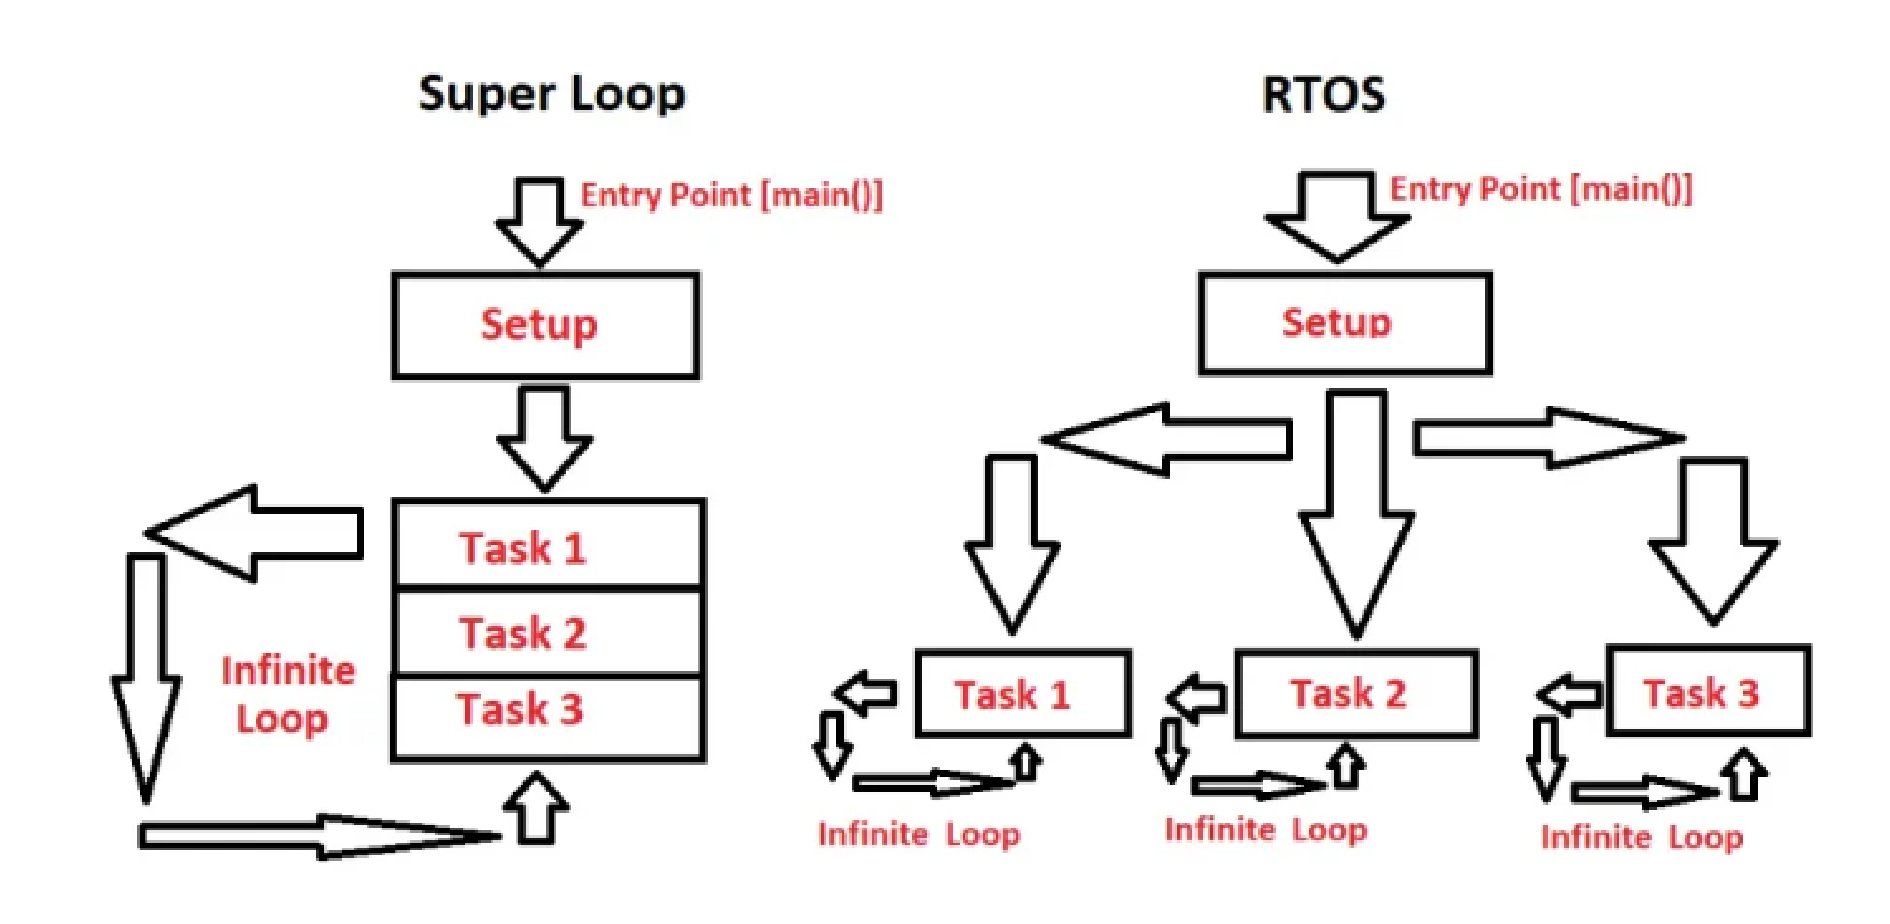 Super Loop
Entry Point [main()]
Setup
Task 1
Task 2
Task 3
Infinite
Loop
RTOS
Entry Point [main()]
Setup
Task 1
Task 2
Task 3
Infinite Loop
Infinite Loop
Infinite Loop